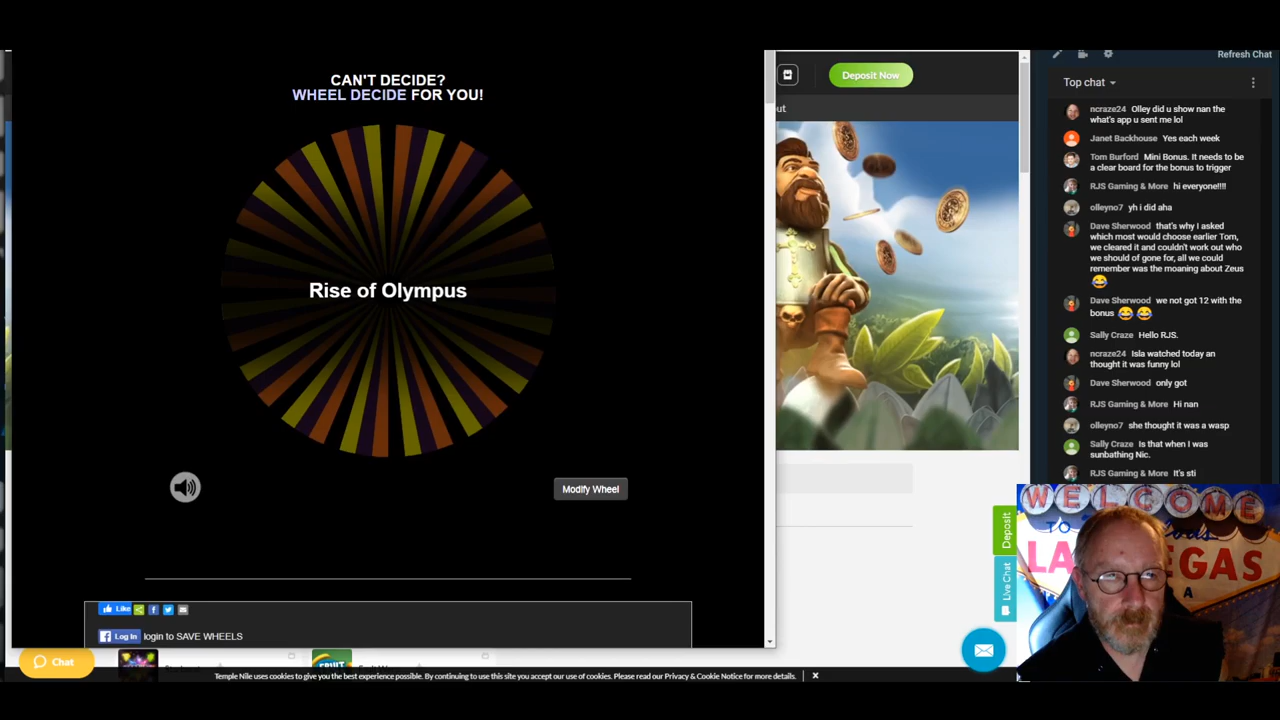 CAN'T DECIDE?
WHEEL DECIDE FOR YOU!
Rise of Olympus
Modify Wheel
Like
Log In login to SAVE WHEELS
Chat
Temple Nile uses cookies to give you the best experience possible. By continuing to use this site you accept our use of cookies. Please read our Privacy & Cookie Notice for more details.
Deposit Now
out
Deposit
Live Chat
Refresh Chat
Top chat
ncraze24 Olley did u show nan the
what's app u sent me lol
Janet Backhouse Yes each week
Tom Burford Mini Bonus. It needs to be
a clear board for the bonus to trigger
RJS Gaming & More hi everyone!!!!
olleyno7 yh i did aha
Dave Sherwood that's why I asked
which most would choose earlier Tom,
we cleared it and couldn't work out who
we should of gone for, all we could
remember was the moaning about Zeus
😂
Dave Sherwood we not got 12 with the
bonus 😂 😂
Sally Craze Hello RJS.
ncraze24 Isla watched today an
thought it was funny lol
Dave Sherwood only got
RJS Gaming & More Hi nan
olleyno7 she thought it was a wasp
Sally Craze Is that when I was
sunbathing Nic.
RJS Gaming & More It's sti
WELCOME
TO
LA VEGAS